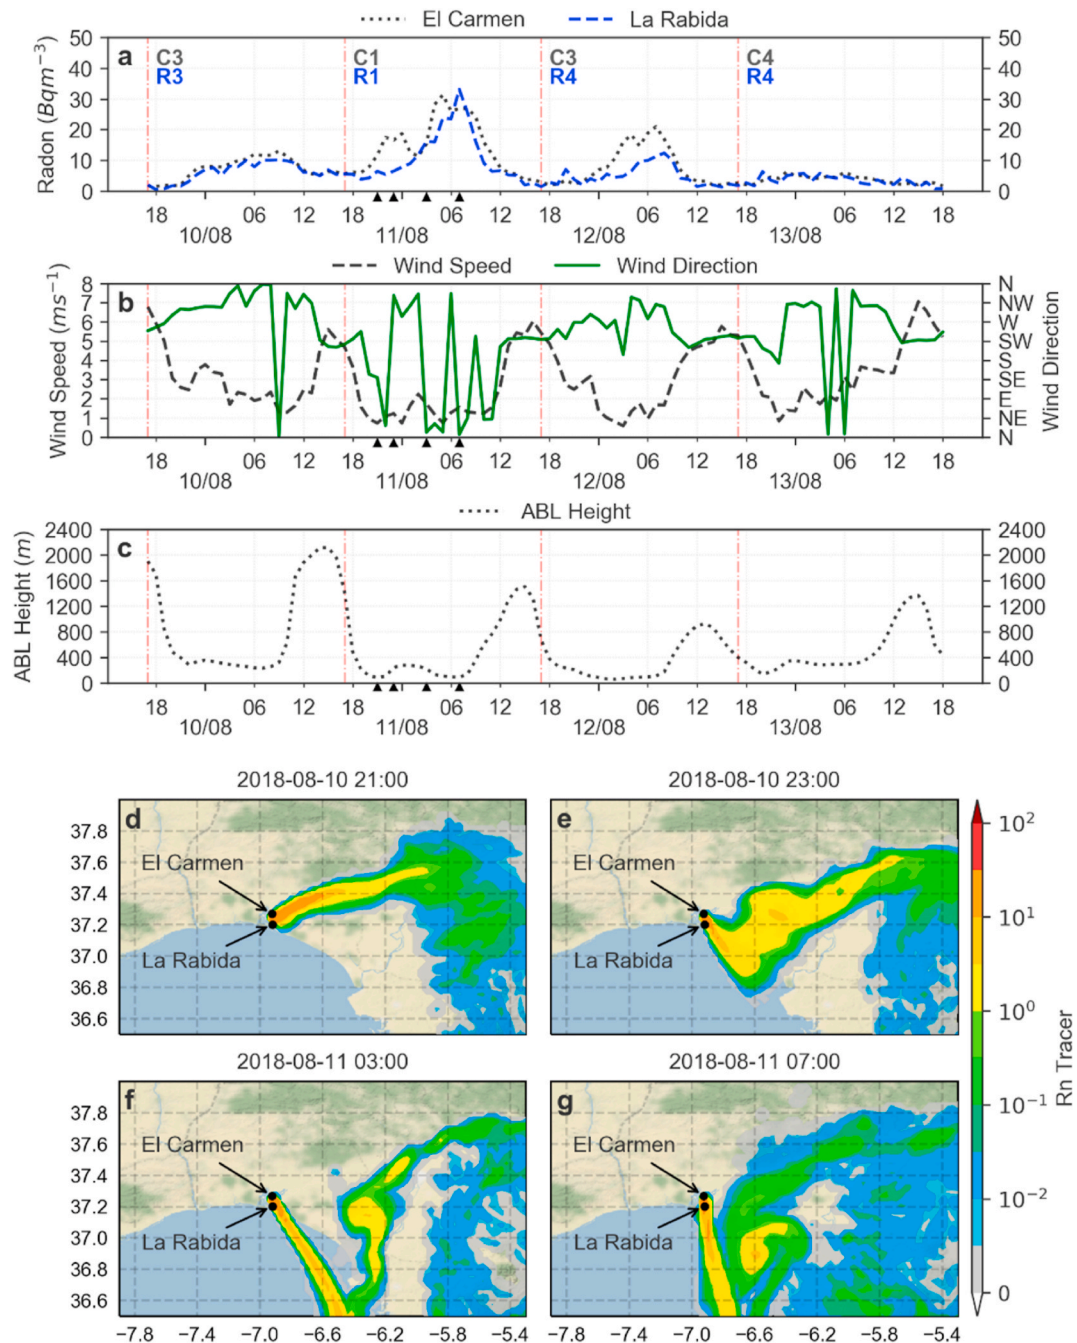 El Carmen La Rabida
a
C3 C1 C3 C4
R3 R1 R4 R4
Radon (Bqm⁻³)
50 40 30 20 10 0
50 40 30 20 10 0
18 06 12 18 06 12 18 06 12 18 06 12 18
10/08 11/08 12/08 13/08
Wind Speed Wind Direction
b
Wind Speed (ms⁻¹)
8 7 6 5 4 3 2 1 0
N NW W SW S SE E NE N
Wind Direction
18 06 12 18 06 12 18 06 12 18 06 12 18
10/08 11/08 12/08 13/08
ABL Height
c
ABL Height (m)
2400 2000 1600 1200 800 400 0
2400 2000 1600 1200 800 400 0
18 06 12 18 06 12 18 06 12 18 06 12 18
10/08 11/08 12/08 13/08
2018-08-10 21:00 2018-08-10 23:00
d
El Carmen
La Rabida
37.8 37.6 37.4 37.2 37.0 36.8 36.6
e
El Carmen
La Rabida
2018-08-11 03:00 2018-08-11 07:00
f
El Carmen
La Rabida
37.8 37.6 37.4 37.2 37.0 36.8 36.6
−7.8 −7.4 −7.0 −6.6 −6.2 −5.8 −5.4
g
El Carmen
La Rabida
−7.8 −7.4 −7.0 −6.6 −6.2 −5.8 −5.4
10² 10¹ 10⁰ 10⁻¹ 10⁻² 0
Rn Tracer